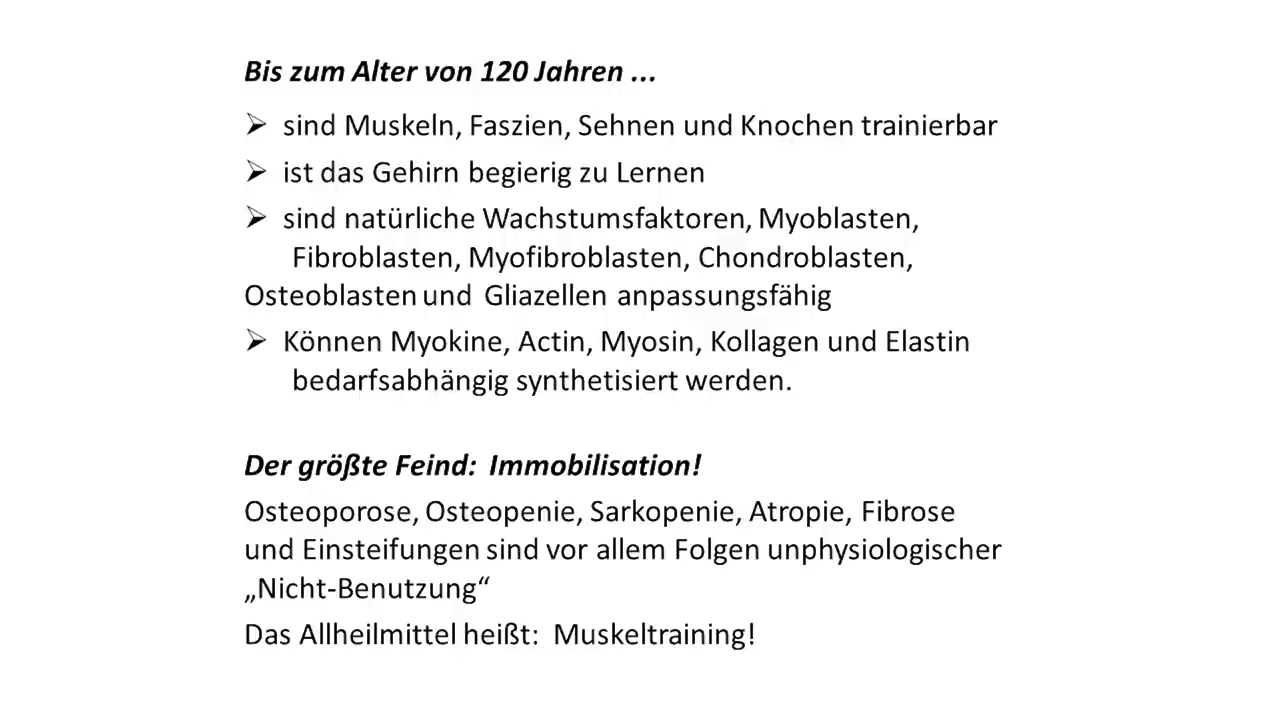 Bis zum Alter von 120 Jahren ...
➢ sind Muskeln, Faszien, Sehnen und Knochen trainierbar
➢ ist das Gehirn begierig zu Lernen
➢ sind natürliche Wachstumsfaktoren, Myoblasten,
Fibroblasten, Myofibroblasten, Chondroblasten,
Osteoblasten und Gliazellen anpassungsfähig
➢ Können Myokine, Actin, Myosin, Kollagen und Elastin
bedarfsabhängig synthetisiert werden.
Der größte Feind: Immobilisation!
Osteoporose, Osteopenie, Sarkopenie, Atropie, Fibrose
und Einsteifungen sind vor allem Folgen unphysiologischer
„Nicht-Benutzung“
Das Allheilmittel heißt: Muskeltraining!